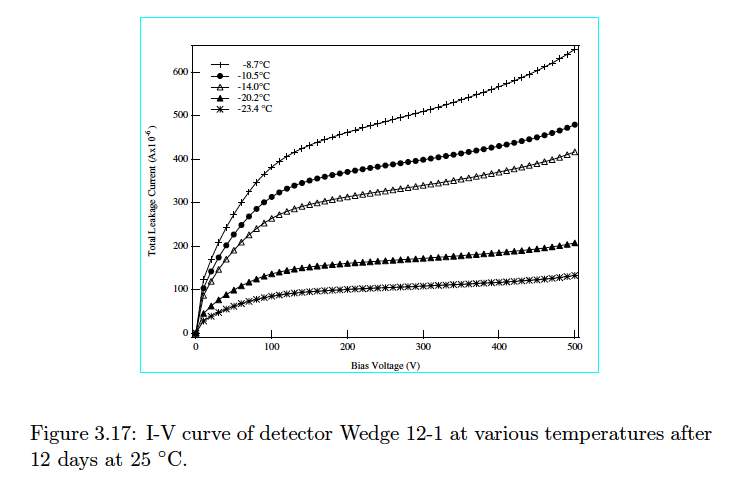 600
500
400
300
200
100
0
Total Leakage Current (Ax10⁻⁶)
-8.7°C
-10.5°C
-14.0°C
-20.2°C
-23.4 °C
0 100 200 300 400 500
Bias Voltage (V)
Figure 3.17: I-V curve of detector Wedge 12-1 at various temperatures after
12 days at 25 °C.